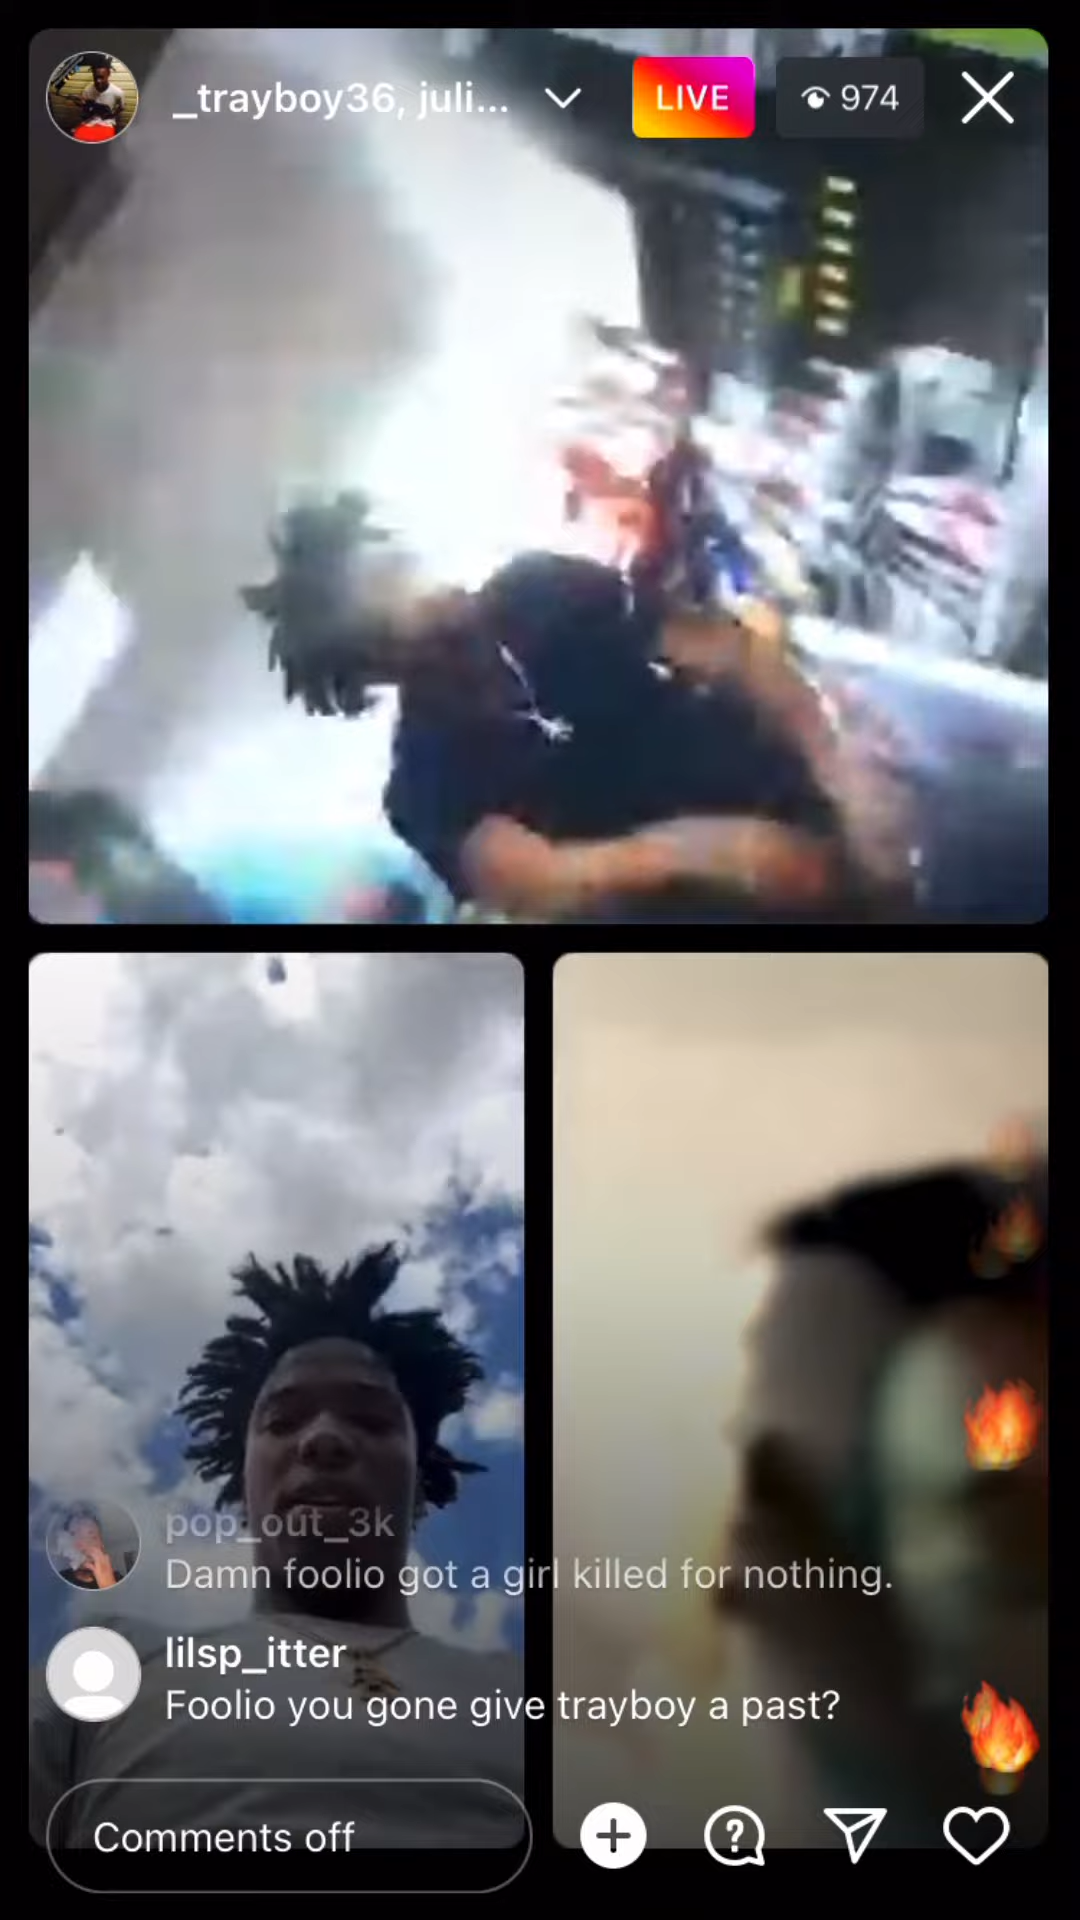 _trayboy36, juli...
LIVE
974
pop_out_3k
Damn foolio got a girl killed for nothing.
lilsp_itter
Foolio you gone give trayboy a past?
Comments off